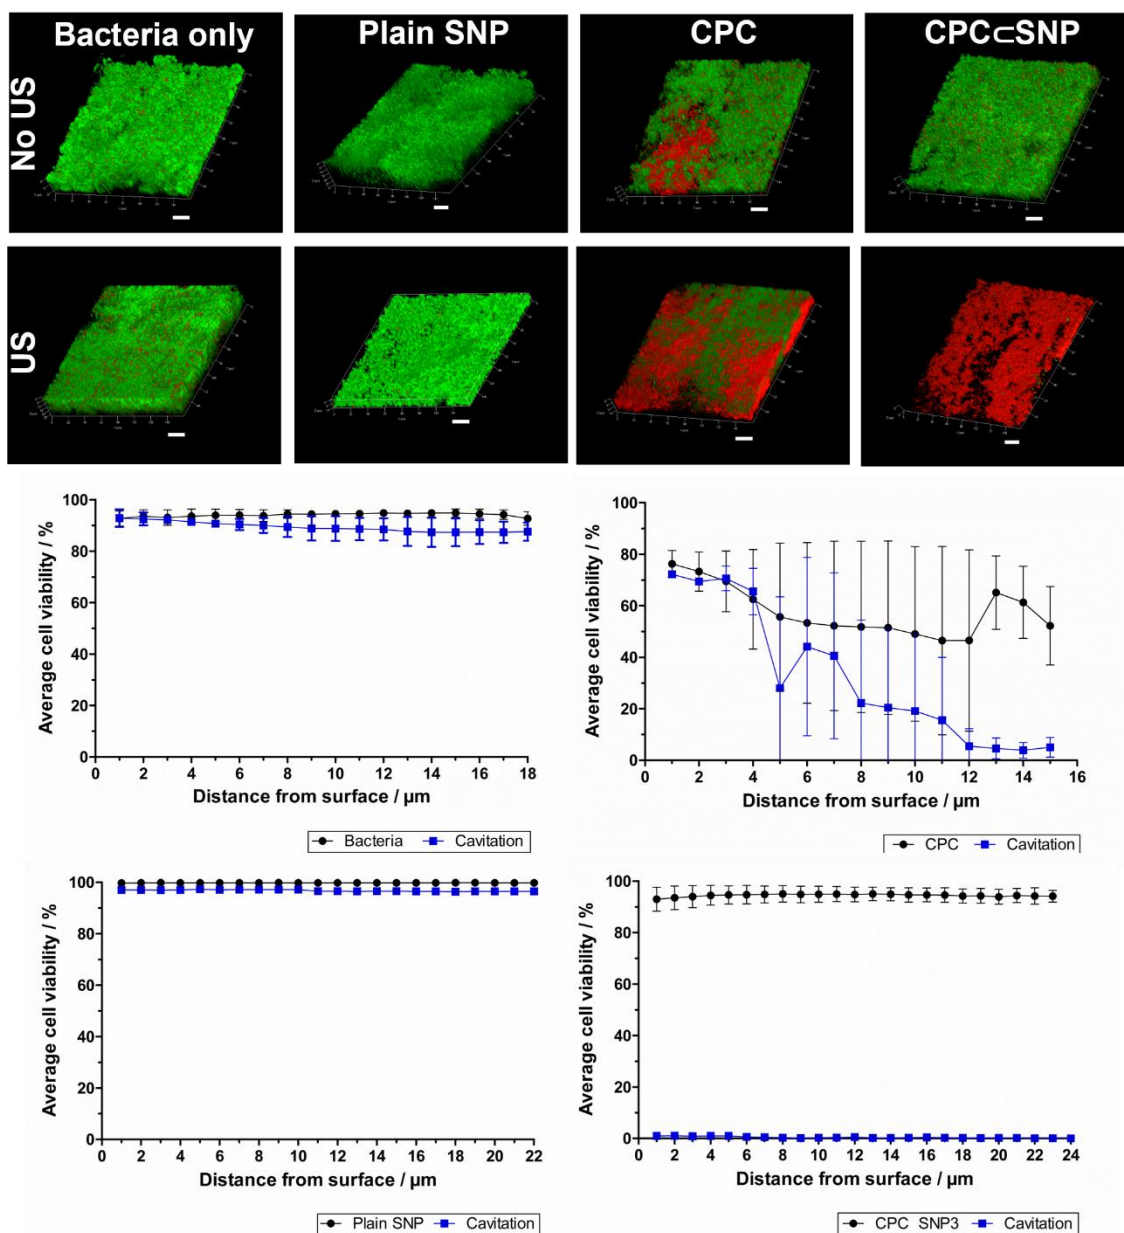 Bacteria only
Plain SNP
CPC
CPC⊂SNP
No US
US
Average cell viability / %
100
80
60
40
20
0
0 2 4 6 8 10 12 14 16 18
Distance from surface / µm
Bacteria Cavitation
Average cell viability / %
100
80
60
40
20
0
0 2 4 6 8 10 12 14 16
Distance from surface / µm
CPC Cavitation
Average cell viability / %
100
80
60
40
20
0
0 2 4 6 8 10 12 14 16 18 20 22
Distance from surface / µm
Plain SNP Cavitation
Average cell viability / %
100
80
60
40
20
0
0 2 4 6 8 10 12 14 16 18 20 22 24
Distance from surface / µm
CPC SNP3 Cavitation